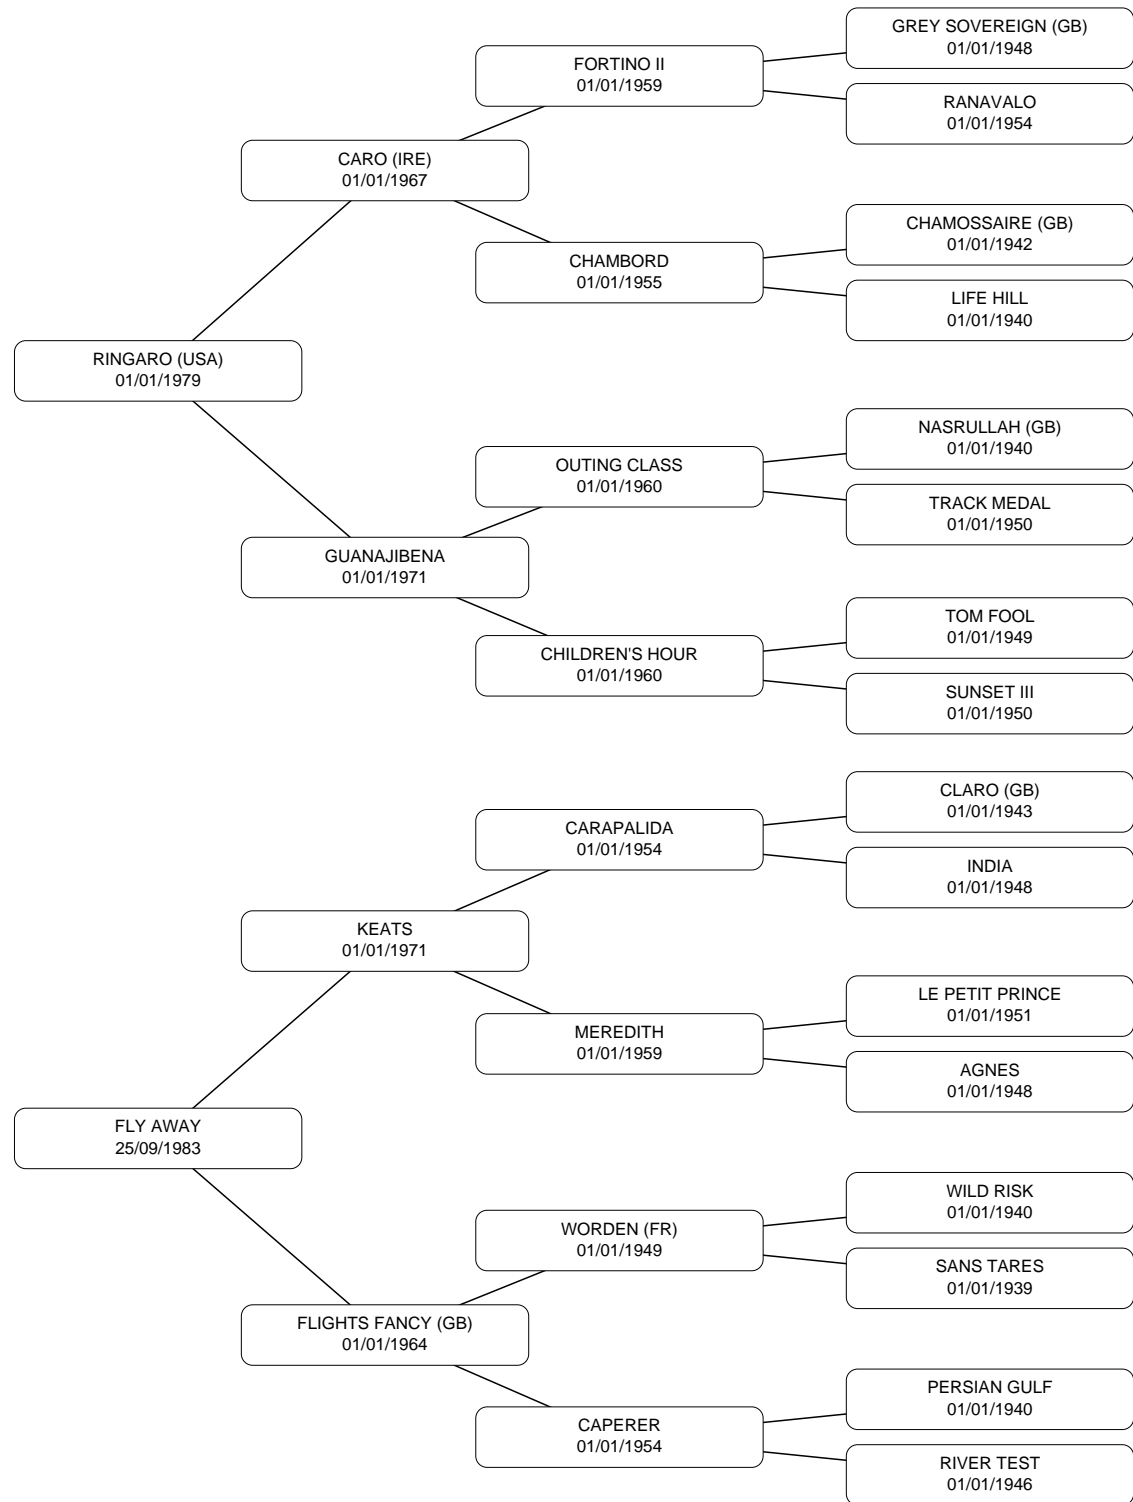 GREY SOVEREIGN (GB)
01/01/1948
FORTINO II
01/01/1959
RANAVALO
01/01/1954
CARO (IRE)
01/01/1967
CHAMOSSAIRE (GB)
01/01/1942
CHAMBORD
01/01/1955
LIFE HILL
01/01/1940
RINGARO (USA)
01/01/1979
NASRULLAH (GB)
01/01/1940
OUTING CLASS
01/01/1960
TRACK MEDAL
01/01/1950
GUANAJIBENA
01/01/1971
TOM FOOL
01/01/1949
CHILDREN'S HOUR
01/01/1960
SUNSET III
01/01/1950
CLARO (GB)
01/01/1943
CARAPALIDA
01/01/1954
INDIA
01/01/1948
KEATS
01/01/1971
LE PETIT PRINCE
01/01/1951
MEREDITH
01/01/1959
AGNES
01/01/1948
FLY AWAY
25/09/1983
WILD RISK
01/01/1940
WORDEN (FR)
01/01/1949
SANS TARES
01/01/1939
FLIGHTS FANCY (GB)
01/01/1964
PERSIAN GULF
01/01/1940
CAPERER
01/01/1954
RIVER TEST
01/01/1946